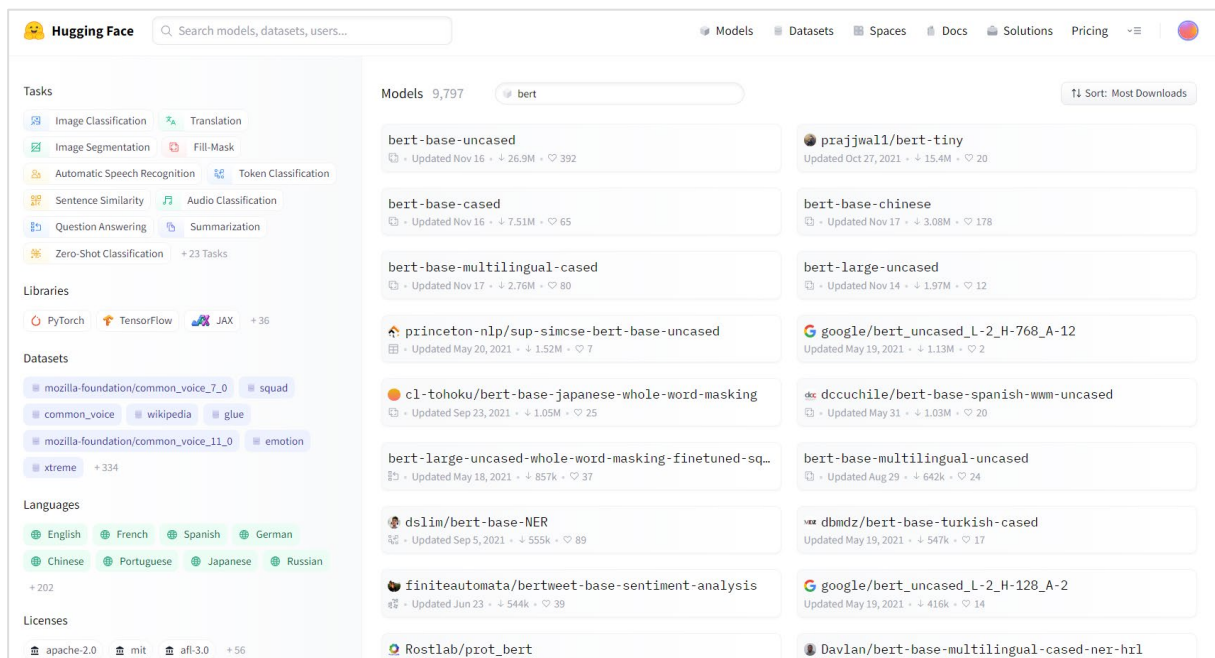 Hugging Face
Search models, datasets, users...
Models
Datasets
Spaces
Docs
Solutions
Pricing
Tasks
Image Classification
Translation
Image Segmentation
Fill-Mask
Automatic Speech Recognition
Token Classification
Sentence Similarity
Audio Classification
Question Answering
Summarization
Zero-Shot Classification
+ 23 Tasks
Libraries
PyTorch
TensorFlow
JAX
+ 36
Datasets
mozilla-foundation/common_voice_7_0
squad
common_voice
wikipedia
glue
mozilla-foundation/common_voice_11_0
emotion
xtreme
+ 334
Languages
English
French
Spanish
German
Chinese
Portuguese
Japanese
Russian
+ 202
Licenses
apache-2.0
mit
afl-3.0
+ 56
Models 9,797
bert
↑↓ Sort: Most Downloads
bert-base-uncased
Updated Nov 16 • ↓ 26.9M • ♡ 392
prajjwal1/bert-tiny
Updated Oct 27, 2021 • ↓ 15.4M • ♡ 20
bert-base-cased
Updated Nov 16 • ↓ 7.51M • ♡ 65
bert-base-chinese
Updated Nov 17 • ↓ 3.08M • ♡ 178
bert-base-multilingual-cased
Updated Nov 17 • ↓ 2.76M • ♡ 80
bert-large-uncased
Updated Nov 14 • ↓ 1.97M • ♡ 12
princeton-nlp/sup-simcse-bert-base-uncased
Updated May 20, 2021 • ↓ 1.52M • ♡ 7
google/bert_uncased_L-2_H-768_A-12
Updated May 19, 2021 • ↓ 1.13M • ♡ 2
cl-tohoku/bert-base-japanese-whole-word-masking
Updated Sep 23, 2021 • ↓ 1.05M • ♡ 25
dccuchile/bert-base-spanish-wwm-uncased
Updated May 31 • ↓ 1.03M • ♡ 20
bert-large-uncased-whole-word-masking-finetuned-sq…
Updated May 18, 2021 • ↓ 857k • ♡ 37
bert-base-multilingual-uncased
Updated Aug 29 • ↓ 642k • ♡ 24
dslim/bert-base-NER
Updated Sep 5, 2021 • ↓ 555k • ♡ 89
dbmdz/bert-base-turkish-cased
Updated May 19, 2021 • ↓ 547k • ♡ 17
finiteautomata/bertweet-base-sentiment-analysis
Updated Jun 23 • ↓ 544k • ♡ 39
google/bert_uncased_L-2_H-128_A-2
Updated May 19, 2021 • ↓ 416k • ♡ 14
Rostlab/prot_bert
Davlan/bert-base-multilingual-cased-ner-hrl